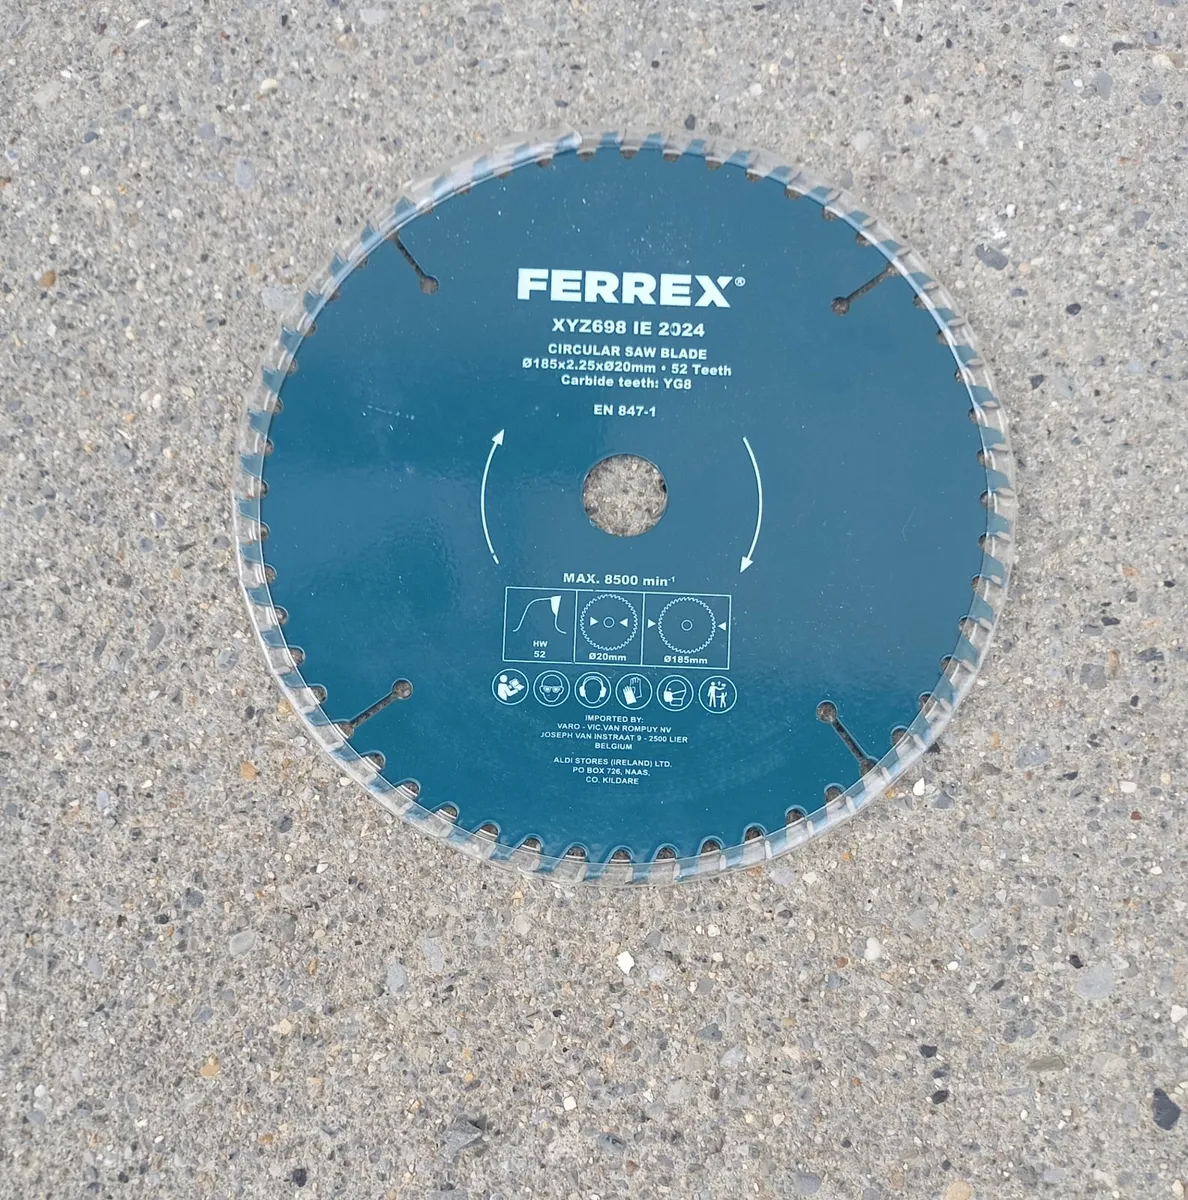 FERREX®
XYZ698 IE 2024
CIRCULAR SAW BLADE
Ø185x2.25xØ20mm • 52 Teeth
Carbide teeth: YG8
EN 847-1
MAX. 8500 min⁻¹
HW
52
Ø20mm
Ø185mm
IMPORTED BY:
VARO - VIC.VAN ROMPUY NV
JOSEPH VAN INSTRAAT 9 - 2500 LIER
BELGIUM
ALDI STORES (IRELAND) LTD.
PO BOX 726, NAAS,
CO. KILDARE